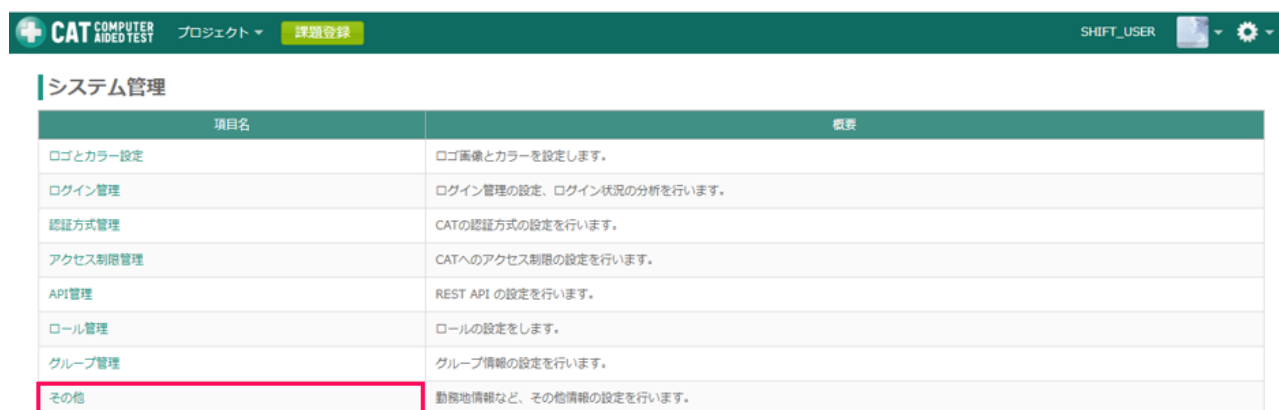 CAT COMPUTER AIDED TEST プロジェクト 課題登録 SHIFT_USER
システム管理
項目名 概要
ロゴとカラー設定 ロゴ画像とカラーを設定します。
ログイン管理 ログイン管理の設定、ログイン状況の分析を行います。
認証方式管理 CATの認証方式の設定を行います。
アクセス制限管理 CATへのアクセス制限の設定を行います。
API管理 REST API の設定を行います。
ロール管理 ロールの設定をします。
グループ管理 グループ情報の設定を行います。
その他 勤務地情報など、その他情報の設定を行います。